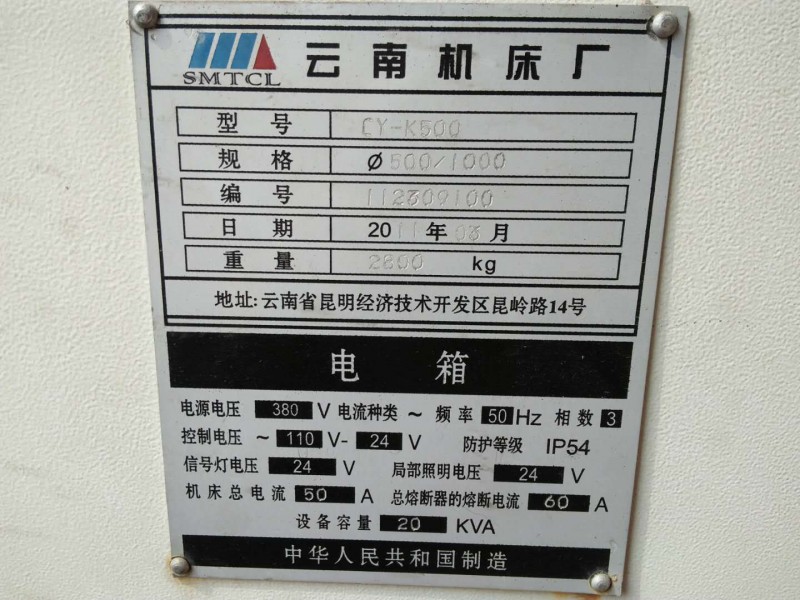 SMTCL 云南机床厂
型号 CY-K500
规格 Ø500/1000
编号 112309100
日期 2011年03月
重量 2800 kg
地址:云南省昆明经济技术开发区昆岭路14号
电箱
电源电压 380 V 电流种类 ~ 频率 50 Hz 相数 3
控制电压 ~ 110 V- 24 V 防护等级 IP54
信号灯电压 24 V 局部照明电压 24 V
机床总电流 50 A 总熔断器的熔断电流 60 A
设备容量 20 KVA
中华人民共和国制造